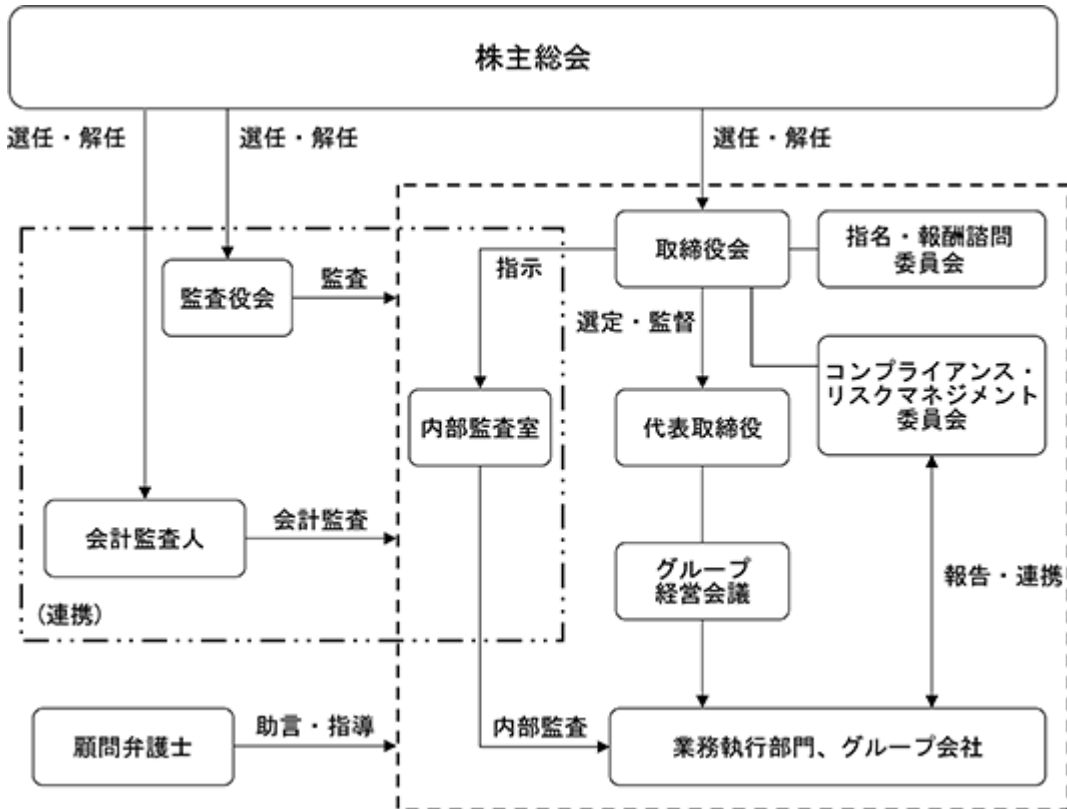 株主総会
選任・解任
選任・解任
選任・解任
取締役会
指名・報酬諮問
委員会
指示
監査役会
監査
選定・監督
コンプライアンス・
リスクマネジメント
委員会
内部監査室
代表取締役
会計監査人
会計監査
グループ
経営会議
報告・連携
(連携)
顧問弁護士
助言・指導
内部監査
業務執行部門、グループ会社